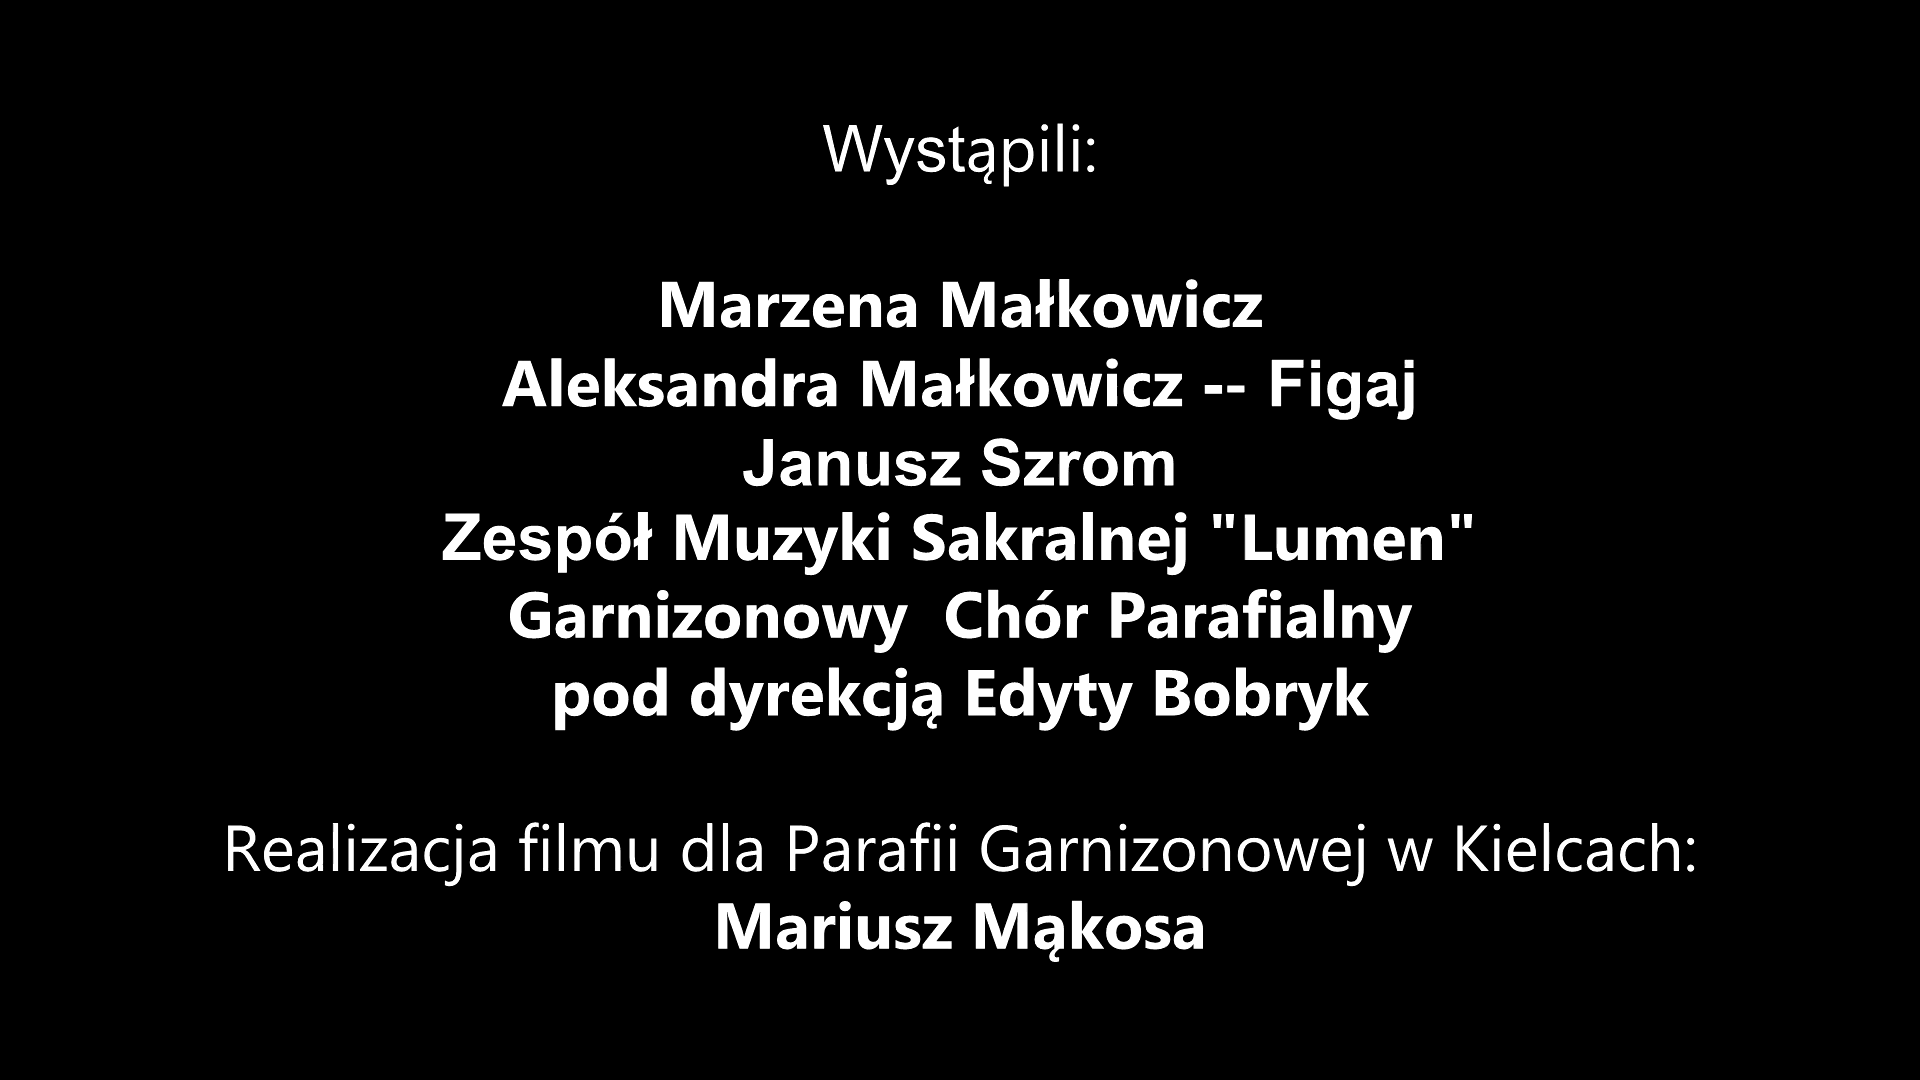 Wystąpili:
Marzena Małkowicz
Aleksandra Małkowicz -- Figaj
Janusz Szrom
Zespół Muzyki Sakralnej "Lumen"
Garnizonowy  Chór Parafialny
pod dyrekcją Edyty Bobryk
Realizacja filmu dla Parafii Garnizonowej w Kielcach:
Mariusz Mąkosa